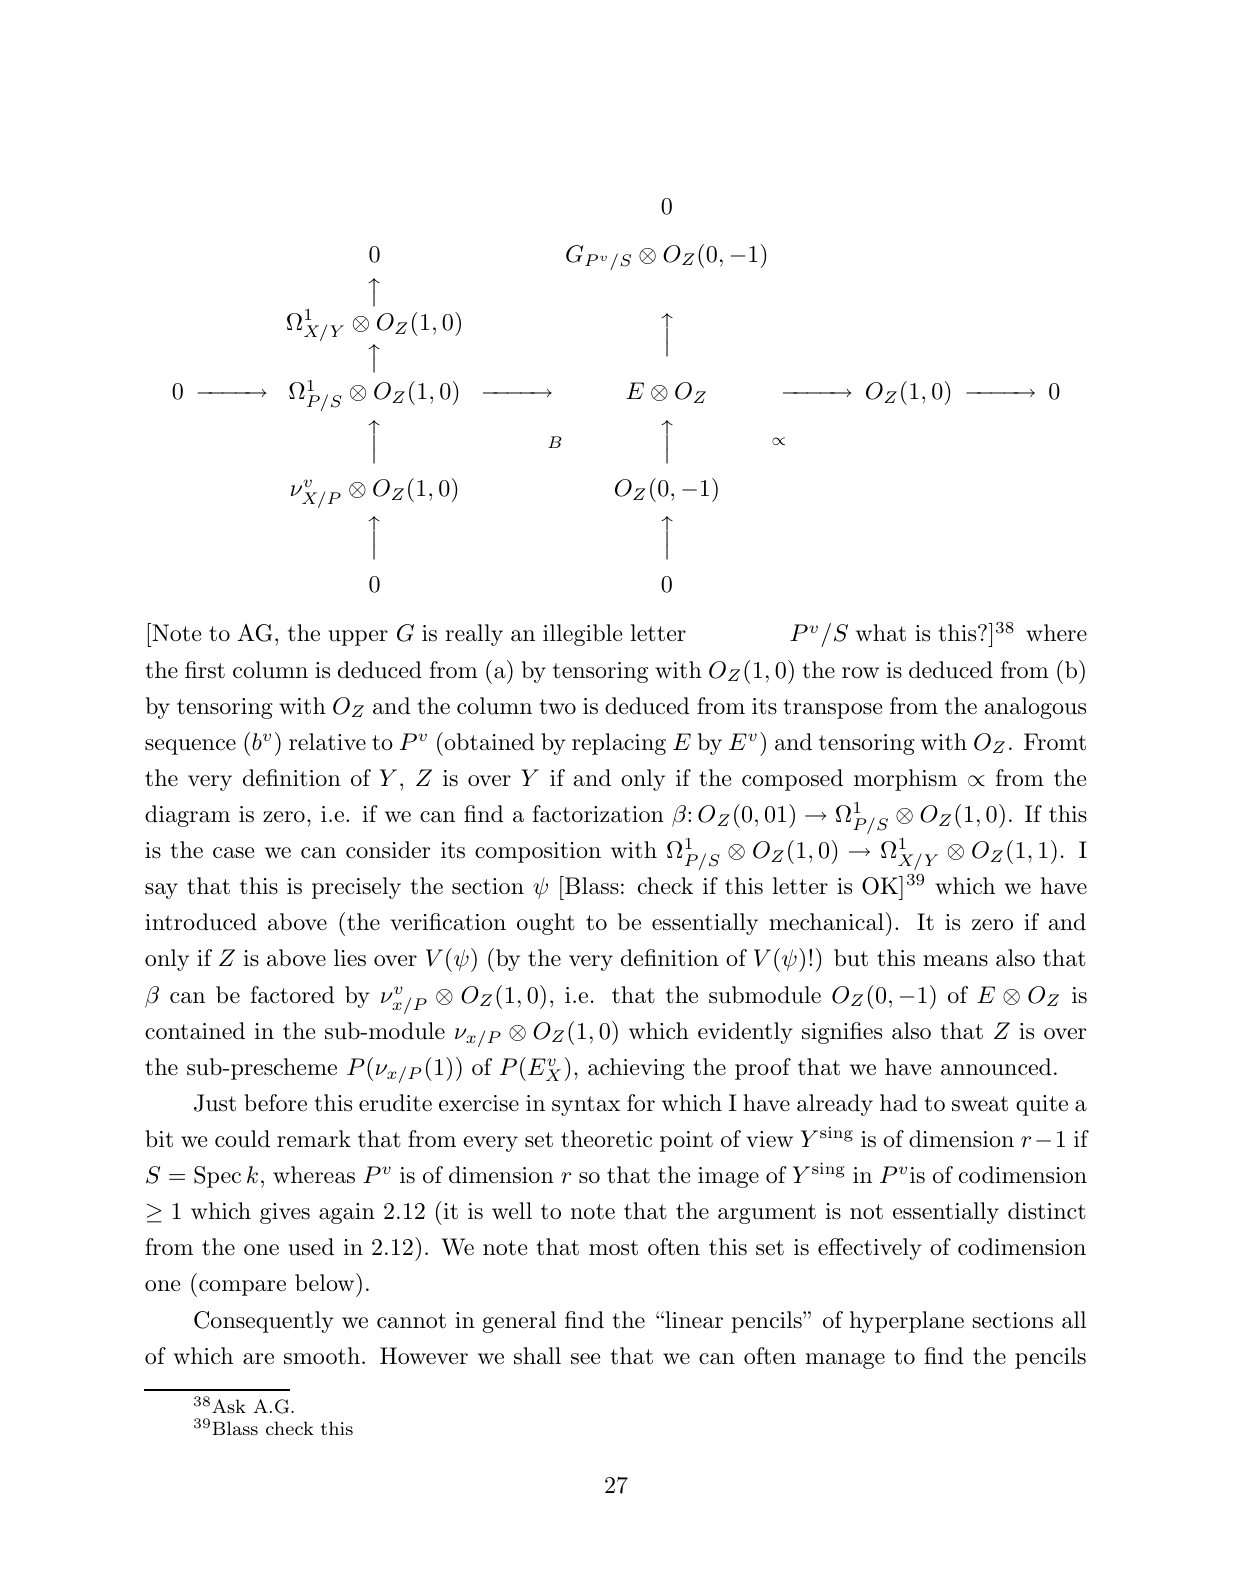 0
0 G_{P^v/S} ⊗ O_Z(0, −1)
↑
Ω^1_{X/Y} ⊗ O_Z(1, 0) ↑
↑
0 ⟶ Ω^1_{P/S} ⊗ O_Z(1, 0) ⟶ E ⊗ O_Z ⟶ O_Z(1, 0) ⟶ 0
↑ B ↑ ∝
ν^v_{X/P} ⊗ O_Z(1, 0) O_Z(0, −1)
↑ ↑
0 0
[Note to AG, the upper G is really an illegible letter P^v/S what is this?]^38 where
the first column is deduced from (a) by tensoring with O_Z(1, 0) the row is deduced from (b)
by tensoring with O_Z and the column two is deduced from its transpose from the analogous
sequence (b^v) relative to P^v (obtained by replacing E by E^v) and tensoring with O_Z. Fromt
the very definition of Y, Z is over Y if and only if the composed morphism ∝ from the
diagram is zero, i.e. if we can find a factorization β: O_Z(0, 01) → Ω^1_{P/S} ⊗ O_Z(1, 0). If this
is the case we can consider its composition with Ω^1_{P/S} ⊗ O_Z(1, 0) → Ω^1_{X/Y} ⊗ O_Z(1, 1). I
say that this is precisely the section ψ [Blass: check if this letter is OK]^39 which we have
introduced above (the verification ought to be essentially mechanical). It is zero if and
only if Z is above lies over V(ψ) (by the very definition of V(ψ)!) but this means also that
β can be factored by ν^v_{x/P} ⊗ O_Z(1, 0), i.e. that the submodule O_Z(0, −1) of E ⊗ O_Z is
contained in the sub-module ν_{x/P} ⊗ O_Z(1, 0) which evidently signifies also that Z is over
the sub-prescheme P(ν_{x/P}(1)) of P(E^v_X), achieving the proof that we have announced.
Just before this erudite exercise in syntax for which I have already had to sweat quite a
bit we could remark that from every set theoretic point of view Y^sing is of dimension r − 1 if
S = Spec k, whereas P^v is of dimension r so that the image of Y^sing in P^v is of codimension
≥ 1 which gives again 2.12 (it is well to note that the argument is not essentially distinct
from the one used in 2.12). We note that most often this set is effectively of codimension
one (compare below).
Consequently we cannot in general find the “linear pencils” of hyperplane sections all
of which are smooth. However we shall see that we can often manage to find the pencils
^38 Ask A.G.
^39 Blass check this
27